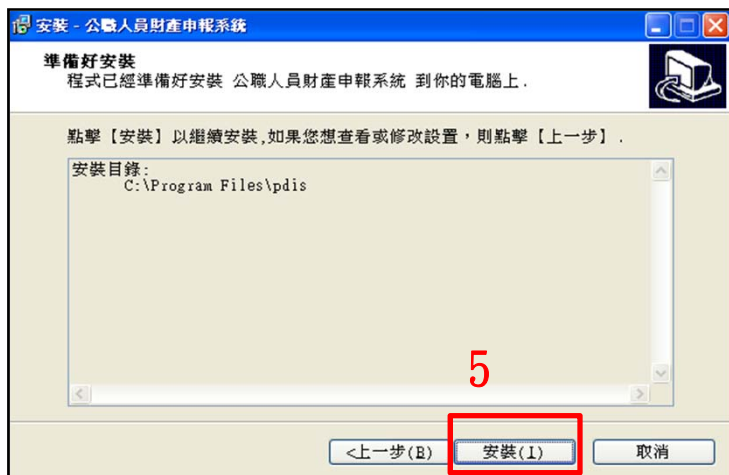 安裝 - 公職人員財產申報系統
準備好安裝
程式已經準備好安裝 公職人員財產申報系統 到你的電腦上.
點擊【安裝】以繼續安裝,如果您想查看或修改設置，則點擊【上一步】.
安裝目錄:
C:\Program Files\pdis
5
<上一步(B) 安裝(I) 取消